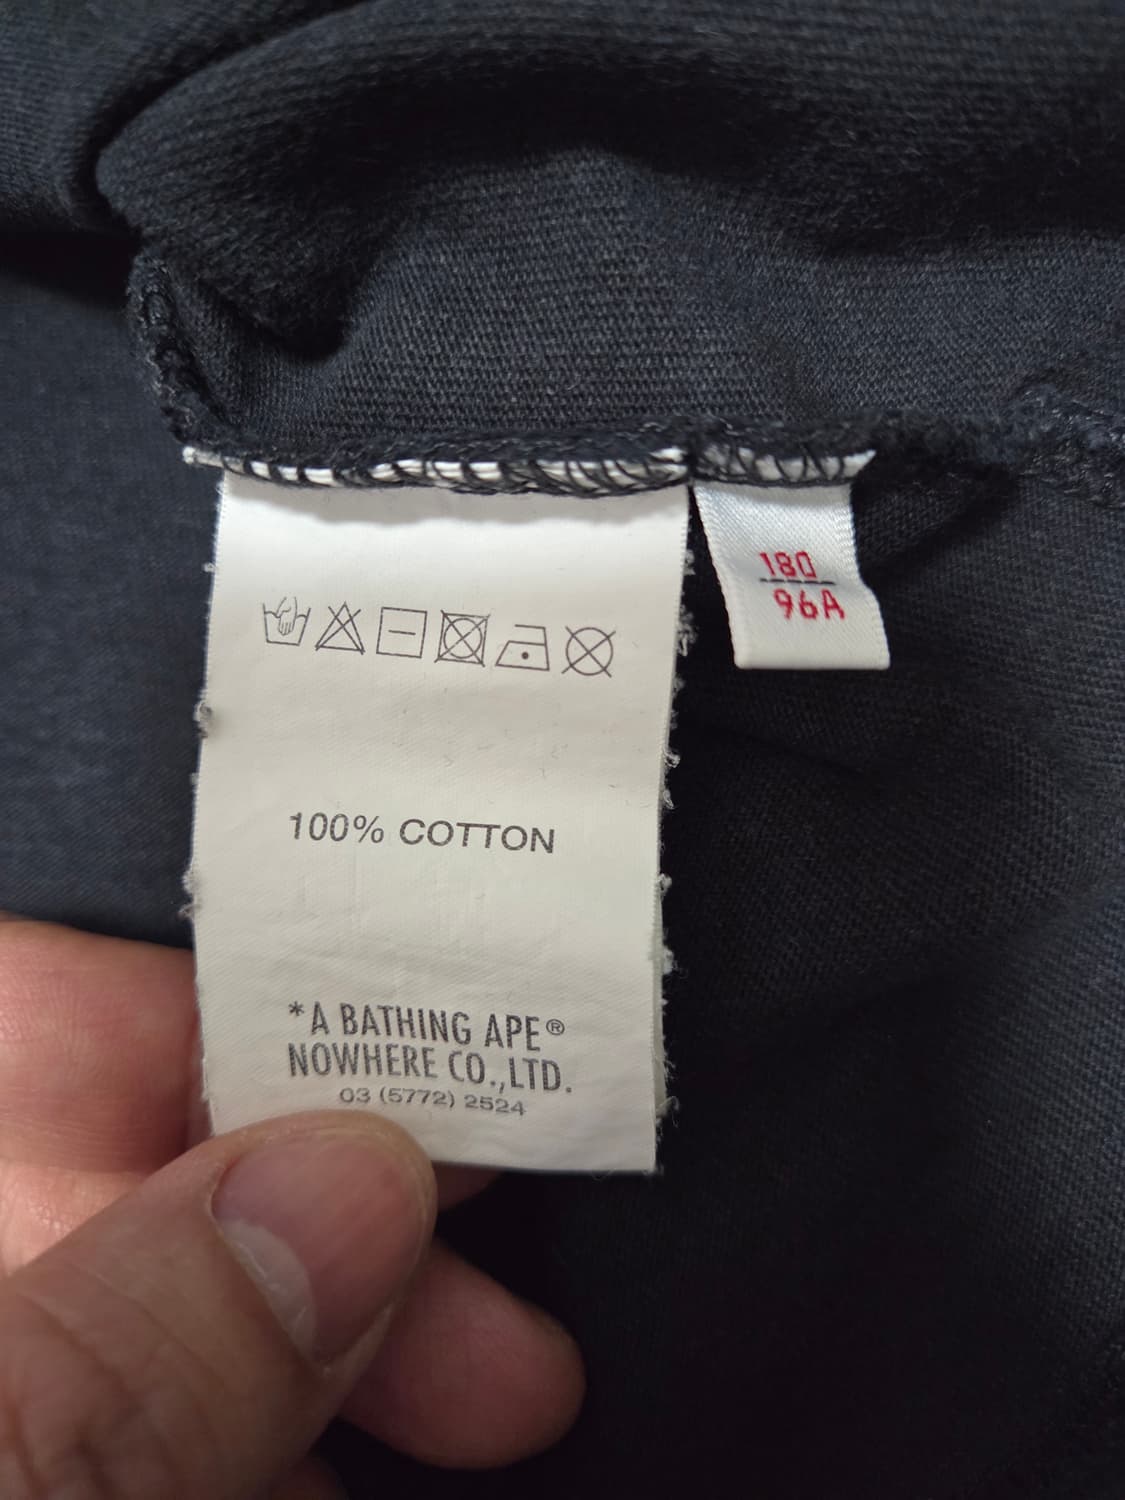 180
96A
100% COTTON
*A BATHING APE®
NOWHERE CO.,LTD.
03 (5772) 2524